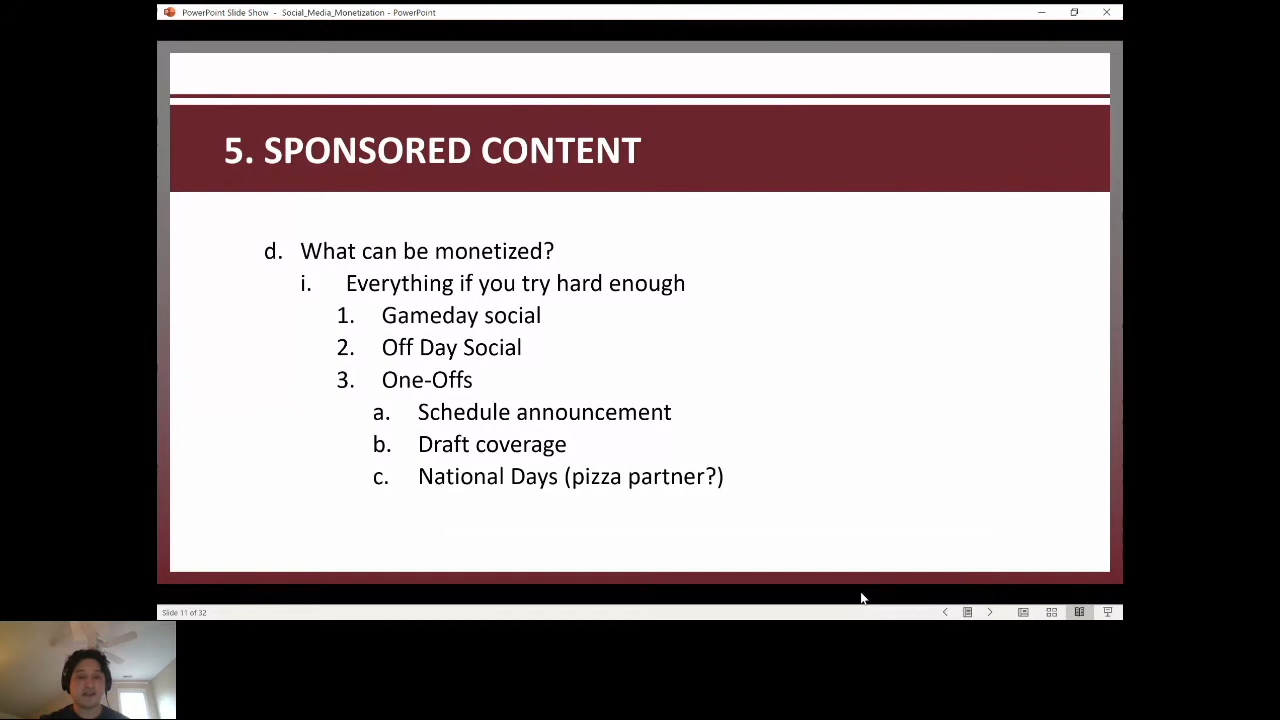 PowerPoint Slide Show - Social_Media_Monetization - PowerPoint
5. SPONSORED CONTENT
d. What can be monetized?
i. Everything if you try hard enough
1. Gameday social
2. Off Day Social
3. One-Offs
a. Schedule announcement
b. Draft coverage
c. National Days (pizza partner?)
Slide 11 of 32